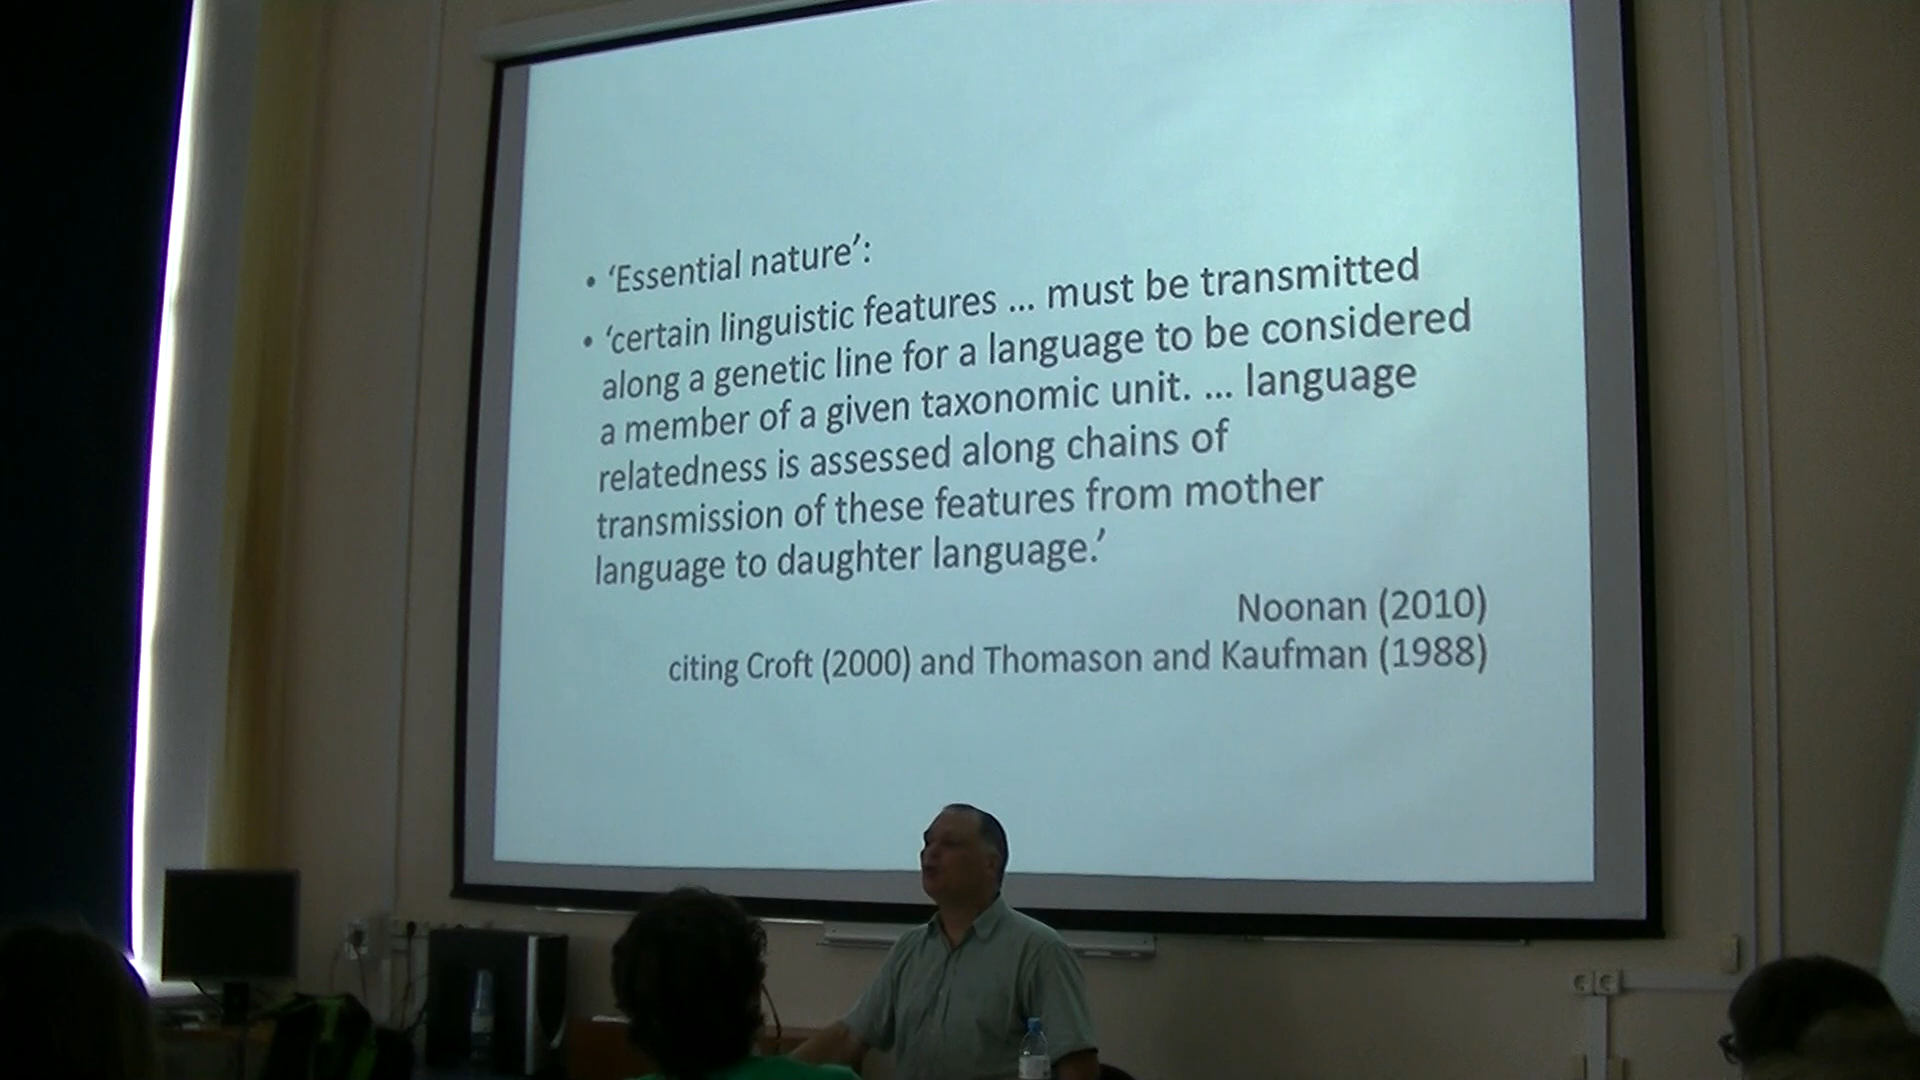 • ‘Essential nature’:
• ‘certain linguistic features ... must be transmitted
along a genetic line for a language to be considered
a member of a given taxonomic unit. ... language
relatedness is assessed along chains of
transmission of these features from mother
language to daughter language.’
Noonan (2010)
citing Croft (2000) and Thomason and Kaufman (1988)